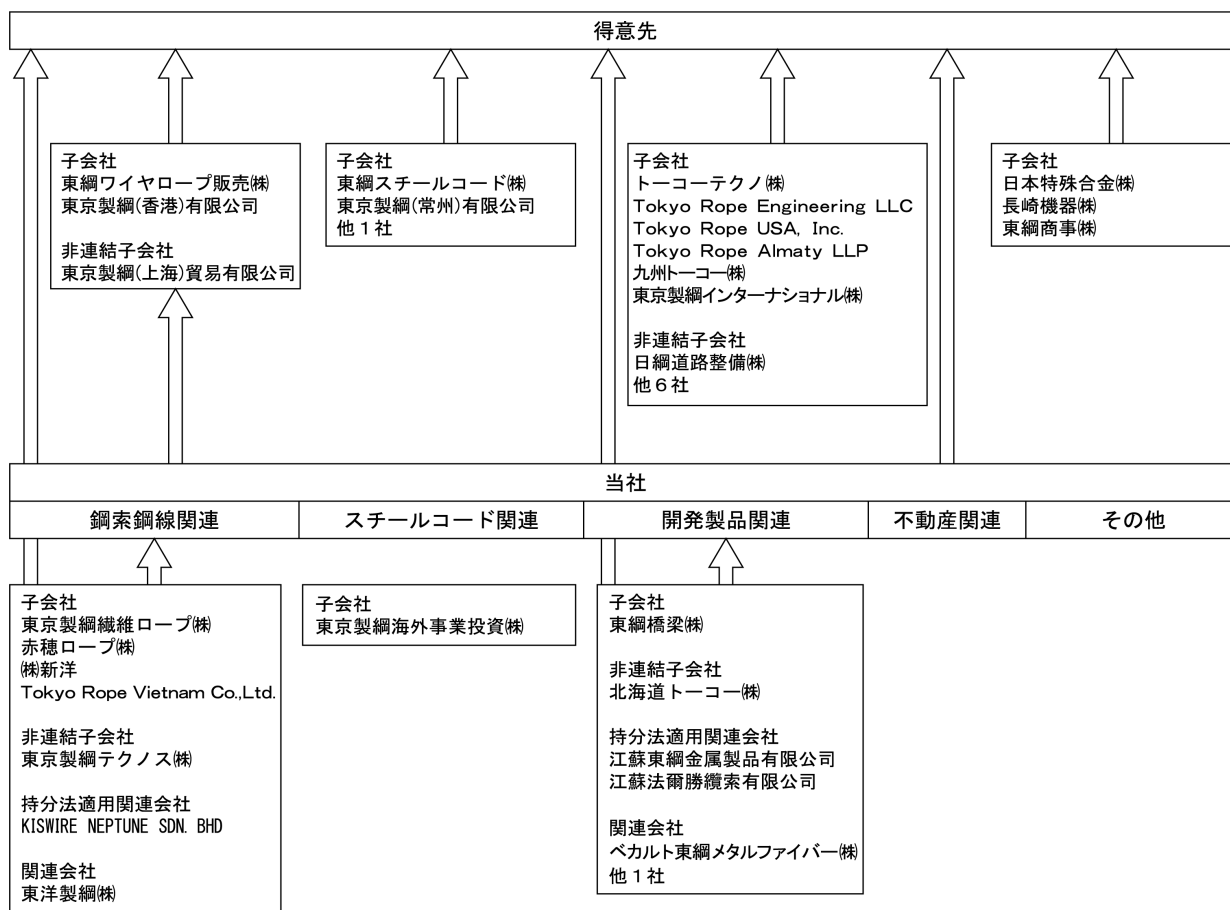 得意先
子会社
東綱ワイヤロープ販売㈱
東京製綱(香港)有限公司
非連結子会社
東京製綱(上海)貿易有限公司
子会社
東綱スチールコード㈱
東京製綱(常州)有限公司
他１社
子会社
トーコーテクノ㈱
Tokyo Rope Engineering LLC
Tokyo Rope USA, Inc.
Tokyo Rope Almaty LLP
九州トーコー㈱
東京製綱インターナショナル㈱
非連結子会社
日綱道路整備㈱
他６社
子会社
日本特殊合金㈱
長崎機器㈱
東綱商事㈱
当社
鋼索鋼線関連
スチールコード関連
開発製品関連
不動産関連
その他
子会社
東京製綱繊維ロープ㈱
赤穂ロープ㈱
㈱新洋
Tokyo Rope Vietnam Co.,Ltd.
非連結子会社
東京製綱テクノス㈱
持分法適用関連会社
KISWIRE NEPTUNE SDN. BHD
関連会社
東洋製綱㈱
子会社
東京製綱海外事業投資㈱
子会社
東綱橋梁㈱
非連結子会社
北海道トーコー㈱
持分法適用関連会社
江蘇東綱金属製品有限公司
江蘇法爾勝纜索有限公司
関連会社
ベカルト東綱メタルファイバー㈱
他１社